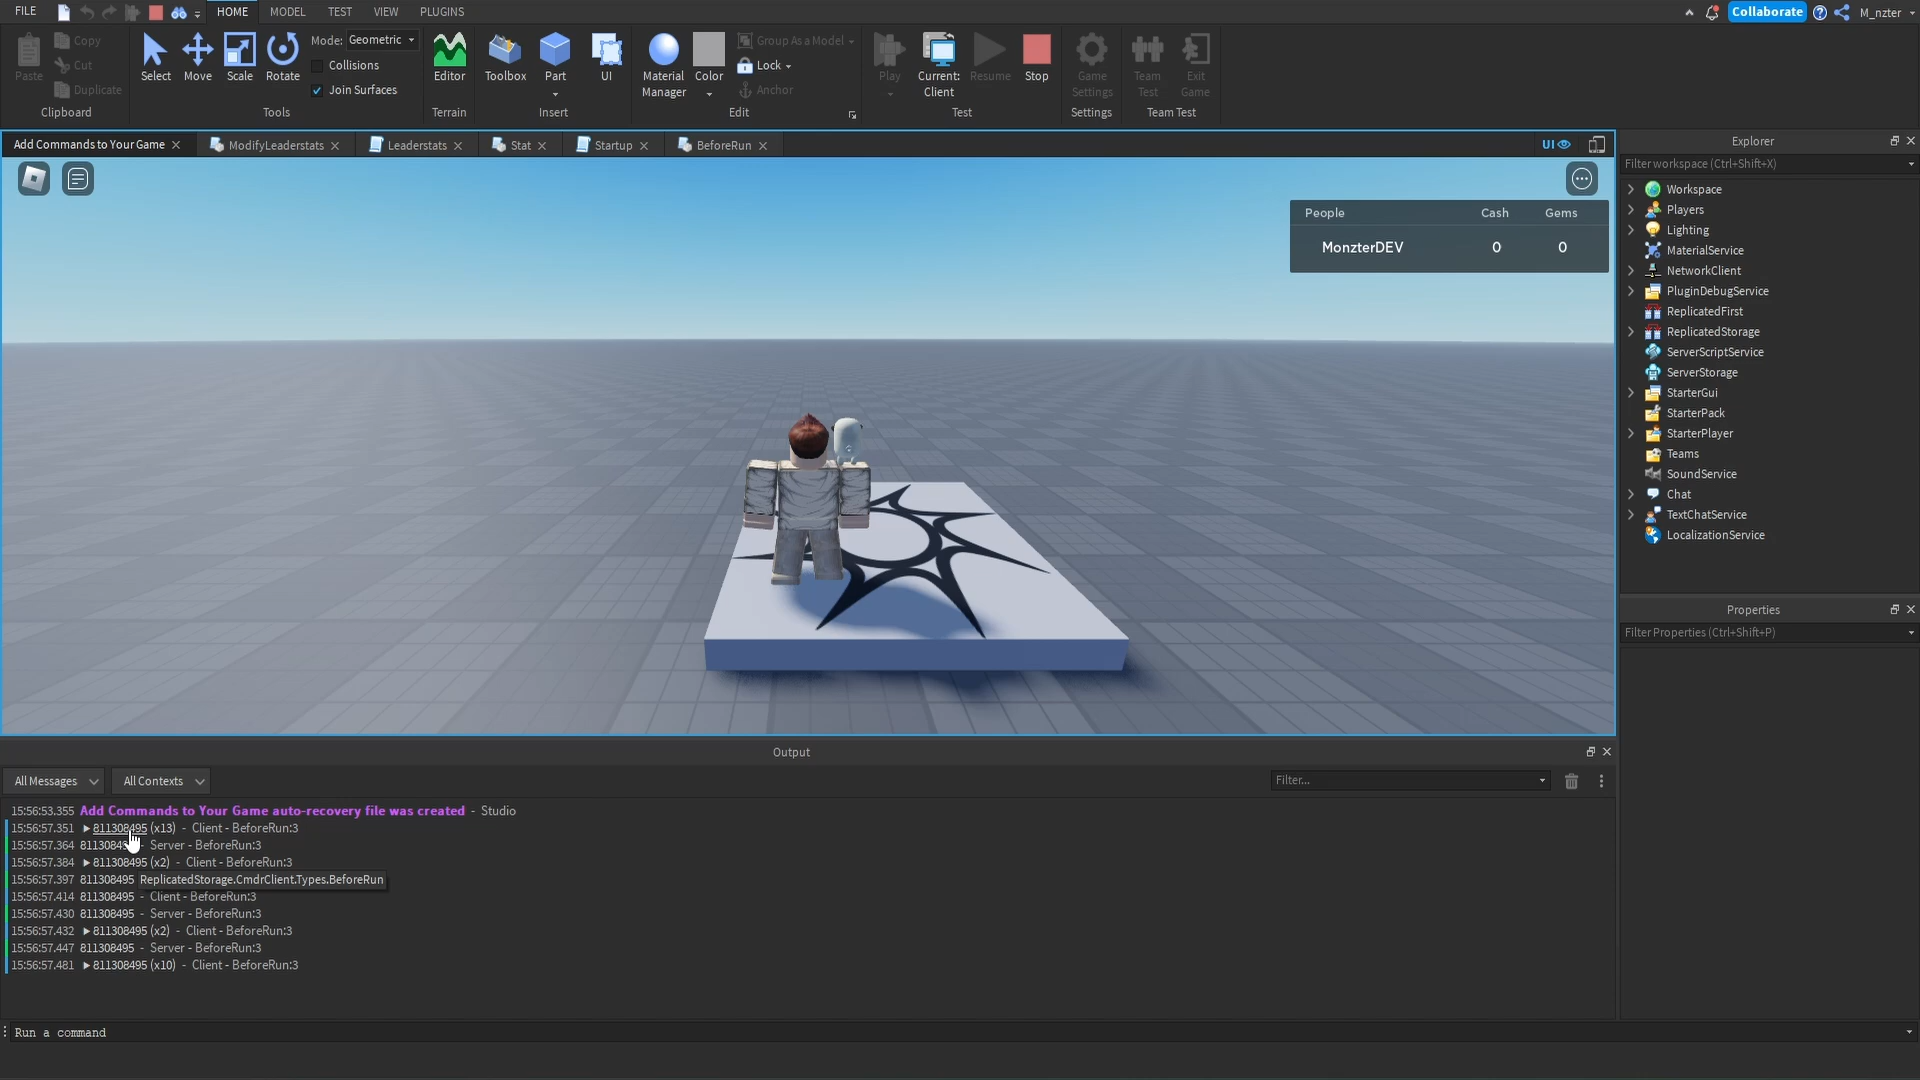 FILE
HOME MODEL TEST VIEW PLUGINS
Collaborate
M_nzter
Paste
Copy
Cut
Duplicate
Clipboard
Select
Move
Scale
Rotate
Mode: Geometric
Collisions
Join Surfaces
Tools
Editor
Terrain
Toolbox
Part
UI
Insert
Material
Manager
Color
Group As a Model
Lock
Anchor
Edit
Play
Current:
Client
Resume
Stop
Test
Game
Settings
Settings
Team
Test
Exit
Game
Team Test
Add Commands to Your Game
ModifyLeaderstats
Leaderstats
Stat
Startup
BeforeRun
UI
People Cash Gems
MonzterDEV 0 0
Explorer
Filter workspace (Ctrl+Shift+X)
Workspace
Players
Lighting
MaterialService
NetworkClient
PluginDebugService
ReplicatedFirst
ReplicatedStorage
ServerScriptService
ServerStorage
StarterGui
StarterPack
StarterPlayer
Teams
SoundService
Chat
TextChatService
LocalizationService
Properties
Filter Properties (Ctrl+Shift+P)
Output
All Messages All Contexts Filter...
15:56:53.355 Add Commands to Your Game auto-recovery file was created - Studio
15:56:57.351 811308495 (x13) - Client - BeforeRun:3
15:56:57.364 - Server - BeforeRun:3
15:56:57.384 811308495 (x2) - Client - BeforeRun:3
15:56:57.397 811308495
ReplicatedStorage.CmdrClient.Types.BeforeRun
15:56:57.414 811308495 - Client - BeforeRun:3
15:56:57.430 811308495 - Server - BeforeRun:3
15:56:57.432 811308495 (x2) - Client - BeforeRun:3
15:56:57.447 811308495 - Server - BeforeRun:3
15:56:57.481 811308495 (x10) - Client - BeforeRun:3
Run a command